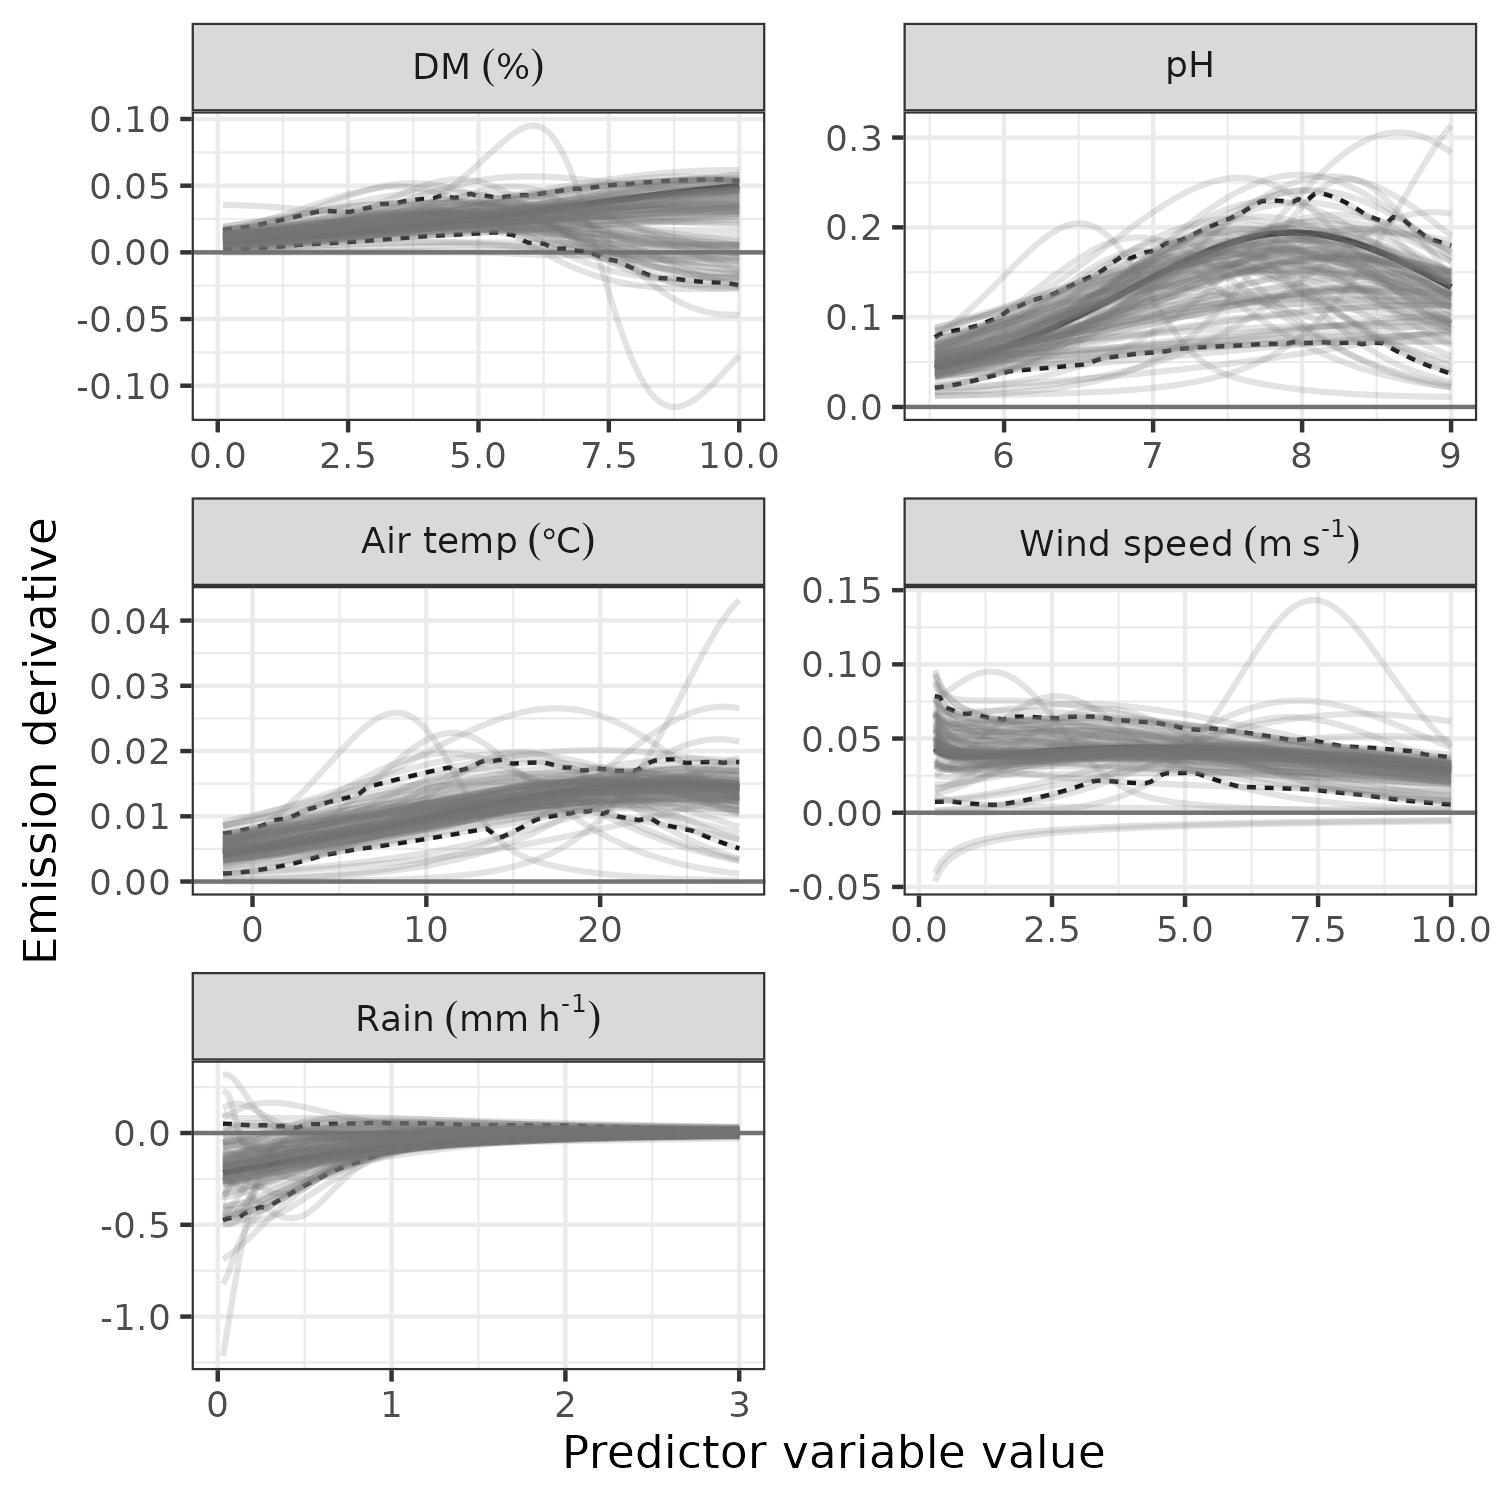 DM (%)
pH
0.10
0.05
0.00
-0.05
-0.10
0.3
0.2
0.1
0.0
0.0 2.5 5.0 7.5 10.0
6 7 8 9
Air temp (°C)
Wind speed (m s⁻¹)
0.04
0.03
0.02
0.01
0.00
0.15
0.10
0.05
0.00
-0.05
0 10 20
0.0 2.5 5.0 7.5 10.0
Rain (mm h⁻¹)
0.0
-0.5
-1.0
0 1 2 3
Emission derivative
Predictor variable value